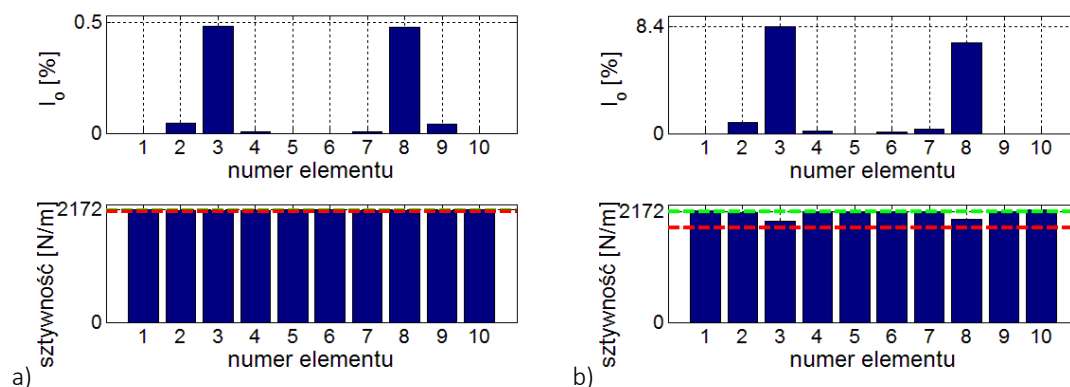 0.5
I_o [%]
0
1 2 3 4 5 6 7 8 9 10
numer elementu
2172
sztywność [N/m]
0
1 2 3 4 5 6 7 8 9 10
numer elementu
a)
8.4
I_o [%]
0
1 2 3 4 5 6 7 8 9 10
numer elementu
2172
sztywność [N/m]
0
1 2 3 4 5 6 7 8 9 10
numer elementu
b)